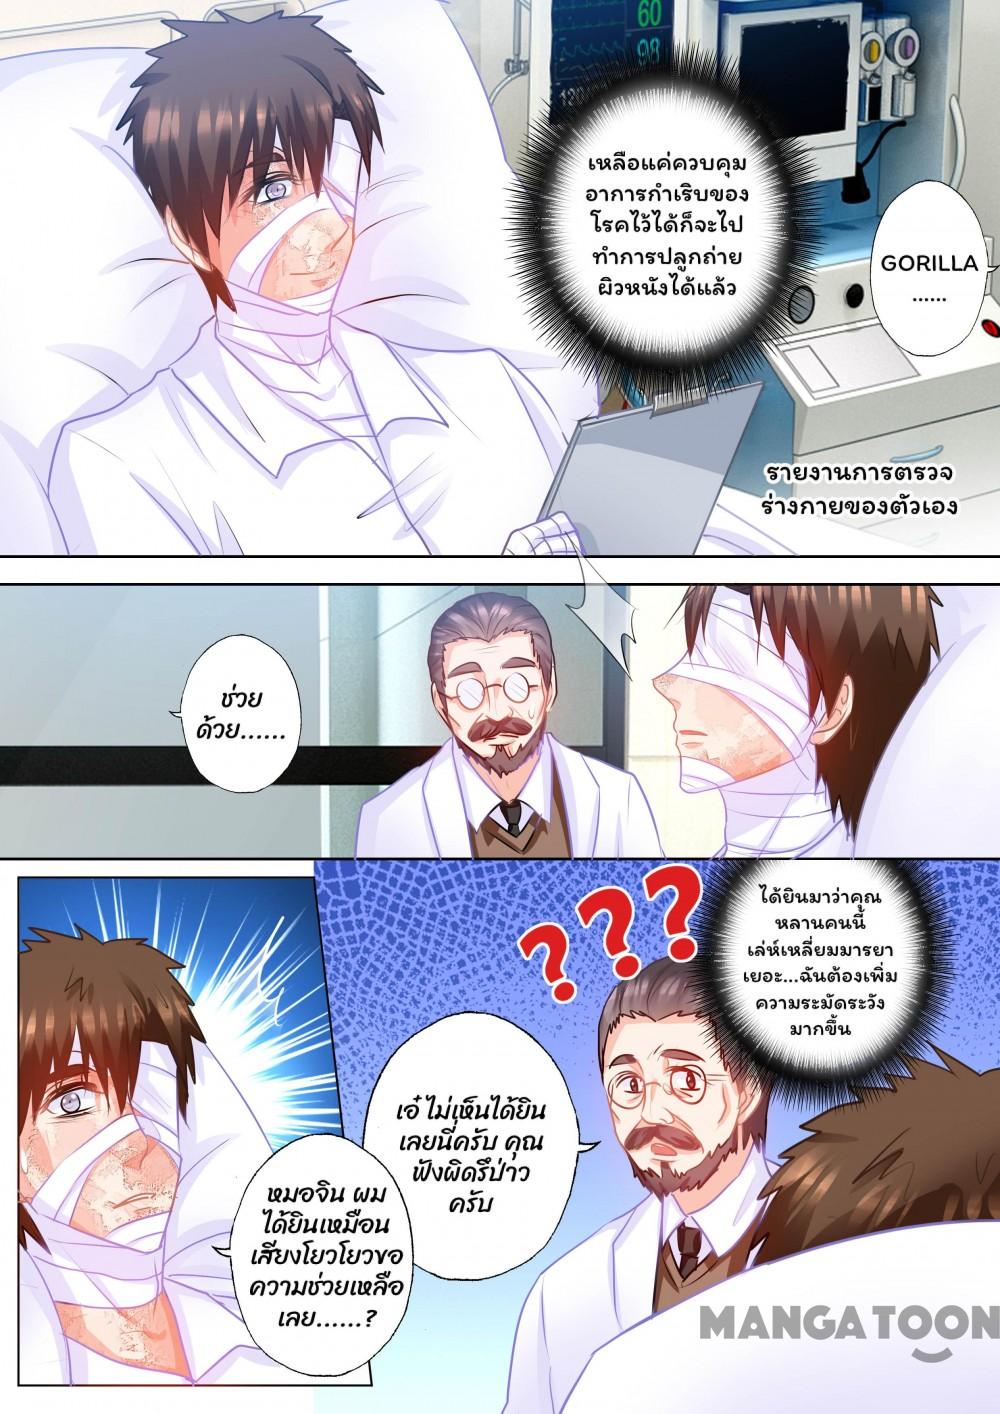 60
98
120
เหลือแค่ควบคุม
อาการกำเริบของ
โรคไว้ได้ก็จะไป
ทำการปลูกถ่าย
ผิวหนังได้แล้ว
GORILLA
......
รายงานการตรวจ
ร่างกายของตัวเอง
ช่วย
ด้วย......
???
ได้ยินมาว่าคุณ
หลานคนนี้
เล่ห์เหลี่ยมมารยา
เยอะ...ฉันต้องเพิ่ม
ความระมัดระวัง
มากขึ้น
หมอจิน ผม
ได้ยินเหมือน
เสียงโยวโยวขอ
ความช่วยเหลือ
เลย......?
เอ๋ ไม่เห็นได้ยิน
เลยนี่ครับ คุณ
ฟังผิดรึป่าว
ครับ
MANGATOON